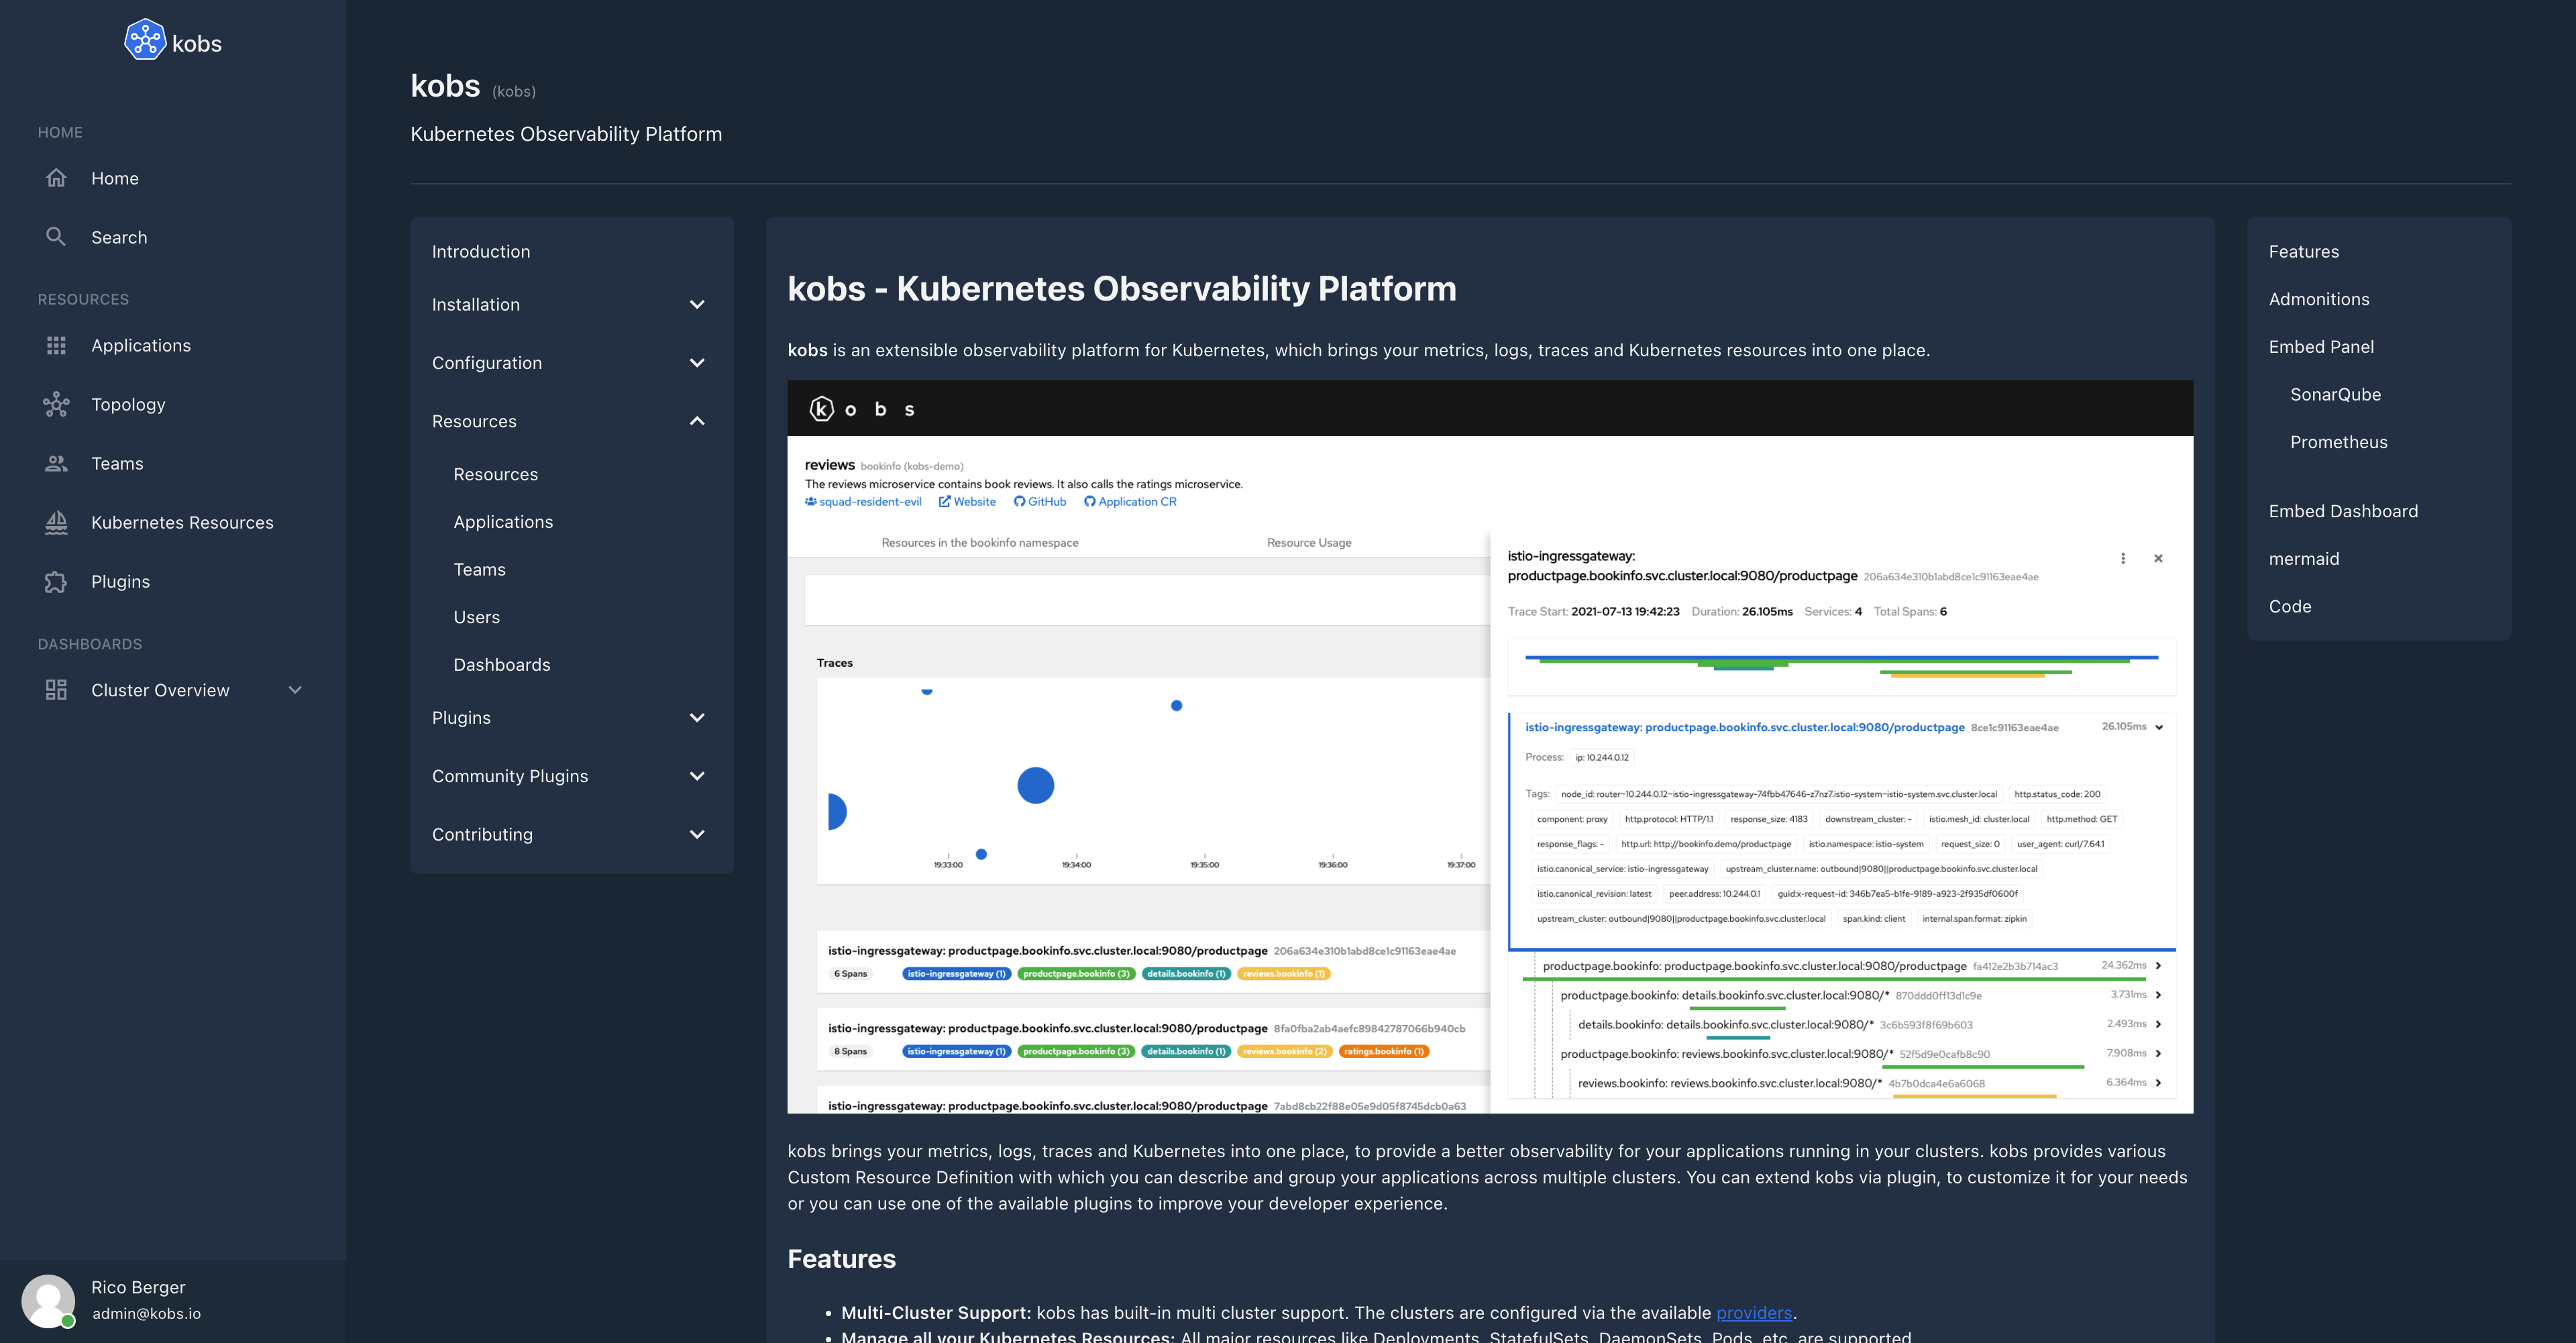 kobs
HOME
Home
Search
RESOURCES
Applications
Topology
Teams
Kubernetes Resources
Plugins
DASHBOARDS
Cluster Overview
Rico Berger
admin@kobs.io
kobs (kobs)
Kubernetes Observability Platform
Introduction
Installation
Configuration
Resources
Resources
Applications
Teams
Users
Dashboards
Plugins
Community Plugins
Contributing
kobs - Kubernetes Observability Platform
kobs is an extensible observability platform for Kubernetes, which brings your metrics, logs, traces and Kubernetes resources into one place.
kobs
reviews bookinfo (kobs-demo)
The reviews microservice contains book reviews. It also calls the ratings microservice.
squad-resident-evil Website GitHub Application CR
Resources in the bookinfo namespace Resource Usage
Traces
19:33:00 19:34:00 19:35:00 19:36:00 19:37:00
istio-ingressgateway: productpage.bookinfo.svc.cluster.local:9080/productpage 206a634e310b1abd8ce1c91163eae4ae
6 Spans istio-ingressgateway (1) productpage.bookinfo (3) details.bookinfo (1) reviews.bookinfo (1)
istio-ingressgateway: productpage.bookinfo.svc.cluster.local:9080/productpage 8fa0fba2ab4aefc89842787066b940cb
8 Spans istio-ingressgateway (1) productpage.bookinfo (3) details.bookinfo (1) reviews.bookinfo (2) ratings.bookinfo (1)
istio-ingressgateway: productpage.bookinfo.svc.cluster.local:9080/productpage 7abd8cb22f88e05e9d05f8745dcb0a63
istio-ingressgateway:
productpage.bookinfo.svc.cluster.local:9080/productpage 206a634e310b1abd8ce1c91163eae4ae
Trace Start: 2021-07-13 19:42:23 Duration: 26.105ms Services: 4 Total Spans: 6
istio-ingressgateway: productpage.bookinfo.svc.cluster.local:9080/productpage 8ce1c91163eae4ae 26.105ms
Process: ip: 10.244.0.12
Tags: node_id: router~10.244.0.12~istio-ingressgateway-74fbb47646-z7nz7.istio-system~istio-system.svc.cluster.local http.status_code: 200
component: proxy http.protocol: HTTP/1.1 response_size: 4183 downstream_cluster: - istio.mesh_id: cluster.local http.method: GET
response_flags: - http.url: http://bookinfo.demo/productpage istio.namespace: istio-system request_size: 0 user_agent: curl/7.64.1
istio.canonical_service: istio-ingressgateway upstream_cluster.name: outbound|9080||productpage.bookinfo.svc.cluster.local
istio.canonical_revision: latest peer.address: 10.244.0.1 guid:x-request-id: 346b7ea5-b1fe-9189-a923-2f935df0600f
upstream_cluster: outbound|9080||productpage.bookinfo.svc.cluster.local span.kind: client internal.span.format: zipkin
productpage.bookinfo: productpage.bookinfo.svc.cluster.local:9080/productpage fa412e2b3b714ac3 24.362ms
productpage.bookinfo: details.bookinfo.svc.cluster.local:9080/* 870ddd0ff13d1c9e 3.731ms
details.bookinfo: details.bookinfo.svc.cluster.local:9080/* 3c6b593f8f69b603 2.493ms
productpage.bookinfo: reviews.bookinfo.svc.cluster.local:9080/* 52f5d9e0cafb8c90 7.908ms
reviews.bookinfo: reviews.bookinfo.svc.cluster.local:9080/* 4b7b0dca4e6a6068 6.364ms
kobs brings your metrics, logs, traces and Kubernetes into one place, to provide a better observability for your applications running in your clusters. kobs provides various
Custom Resource Definition with which you can describe and group your applications across multiple clusters. You can extend kobs via plugin, to customize it for your needs
or you can use one of the available plugins to improve your developer experience.
Features
• Multi-Cluster Support: kobs has built-in multi cluster support. The clusters are configured via the available providers.
• Manage all your Kubernetes Resources: All major resources like Deployments, StatefulSets, DaemonSets, Pods, etc. are supported.
Features
Admonitions
Embed Panel
SonarQube
Prometheus
Embed Dashboard
mermaid
Code